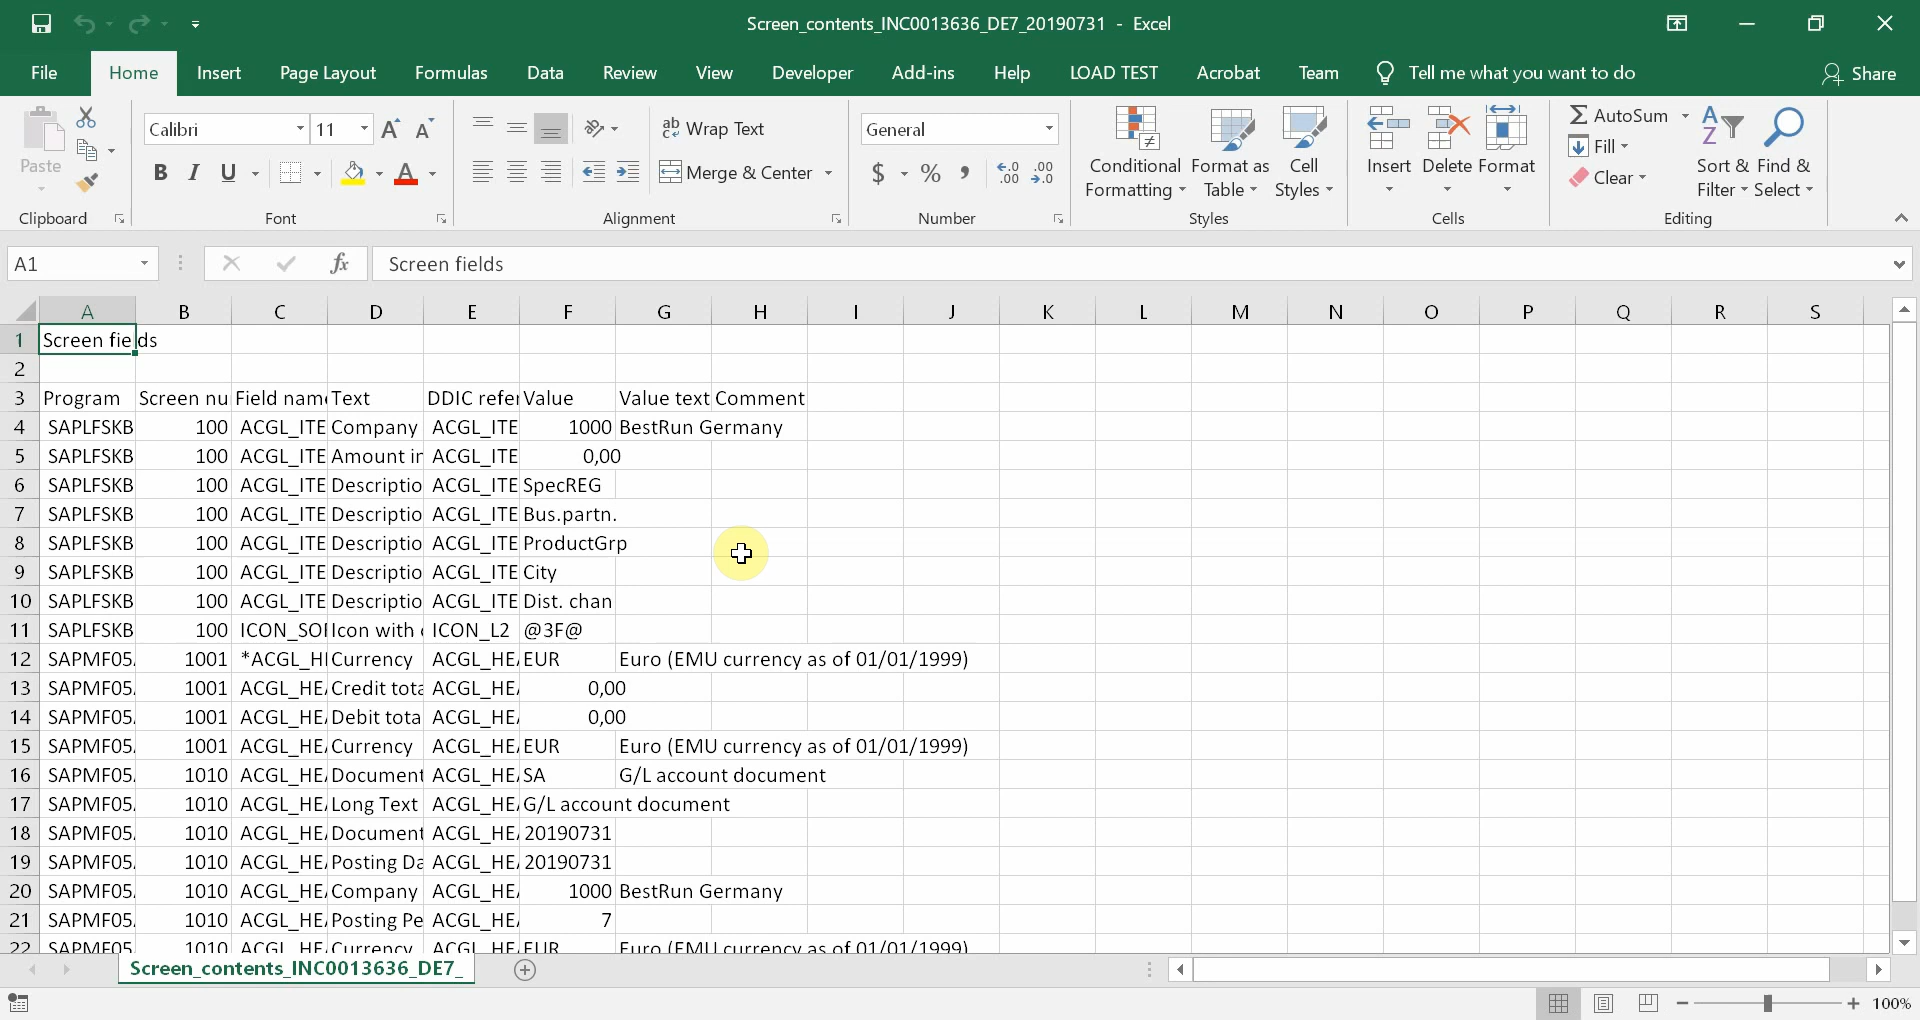 Screen_contents_INC0013636_DE7_20190731 - Excel
File Home Insert Page Layout Formulas Data Review View Developer Add-ins Help LOAD TEST Acrobat Team Tell me what you want to do Share
Calibri 11 A A ab Wrap Text General AutoSum
Paste Conditional Format as Cell Insert Delete Format Fill Sort & Find &
B I U A Merge & Center $ % , .0 .00 .00 .0 Formatting Table Styles Clear Filter Select
Clipboard Font Alignment Number Styles Cells Editing
A1 fx Screen fields
A B C D E F G H I J K L M N O P Q R S
1 Screen fields
2
3 Program Screen nu Field nam Text DDIC refer Value Value text Comment
4 SAPLFSKB 100 ACGL_ITE Company ACGL_ITE 1000 BestRun Germany
5 SAPLFSKB 100 ACGL_ITE Amount in ACGL_ITE 0,00
6 SAPLFSKB 100 ACGL_ITE Descriptio ACGL_ITE SpecREG
7 SAPLFSKB 100 ACGL_ITE Descriptio ACGL_ITE Bus.partn.
8 SAPLFSKB 100 ACGL_ITE Descriptio ACGL_ITE ProductGrp
9 SAPLFSKB 100 ACGL_ITE Descriptio ACGL_ITE City
10 SAPLFSKB 100 ACGL_ITE Descriptio ACGL_ITE Dist. chan
11 SAPLFSKB 100 ICON_SO Icon with ICON_L2 @3F@
12 SAPMF05 1001 *ACGL_H Currency ACGL_HE EUR Euro (EMU currency as of 01/01/1999)
13 SAPMF05 1001 ACGL_HE Credit tota ACGL_HE 0,00
14 SAPMF05 1001 ACGL_HE Debit tota ACGL_HE 0,00
15 SAPMF05 1001 ACGL_HE Currency ACGL_HE EUR Euro (EMU currency as of 01/01/1999)
16 SAPMF05 1010 ACGL_HE Document ACGL_HE SA G/L account document
17 SAPMF05 1010 ACGL_HE Long Text ACGL_HE G/L account document
18 SAPMF05 1010 ACGL_HE Document ACGL_HE 20190731
19 SAPMF05 1010 ACGL_HE Posting Da ACGL_HE 20190731
20 SAPMF05 1010 ACGL_HE Company ACGL_HE 1000 BestRun Germany
21 SAPMF05 1010 ACGL_HE Posting Pe ACGL_HE 7
22 SAPMF05 1010 ACGL_HE Currency ACGL_HE EUR Euro (EMU currency as of 01/01/1999)
Screen_contents_INC0013636_DE7_
100%